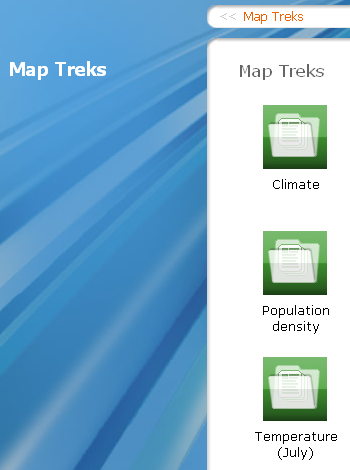 << Map Treks
Map Treks
Map Treks
Climate
Population
density
Temperature
(July)